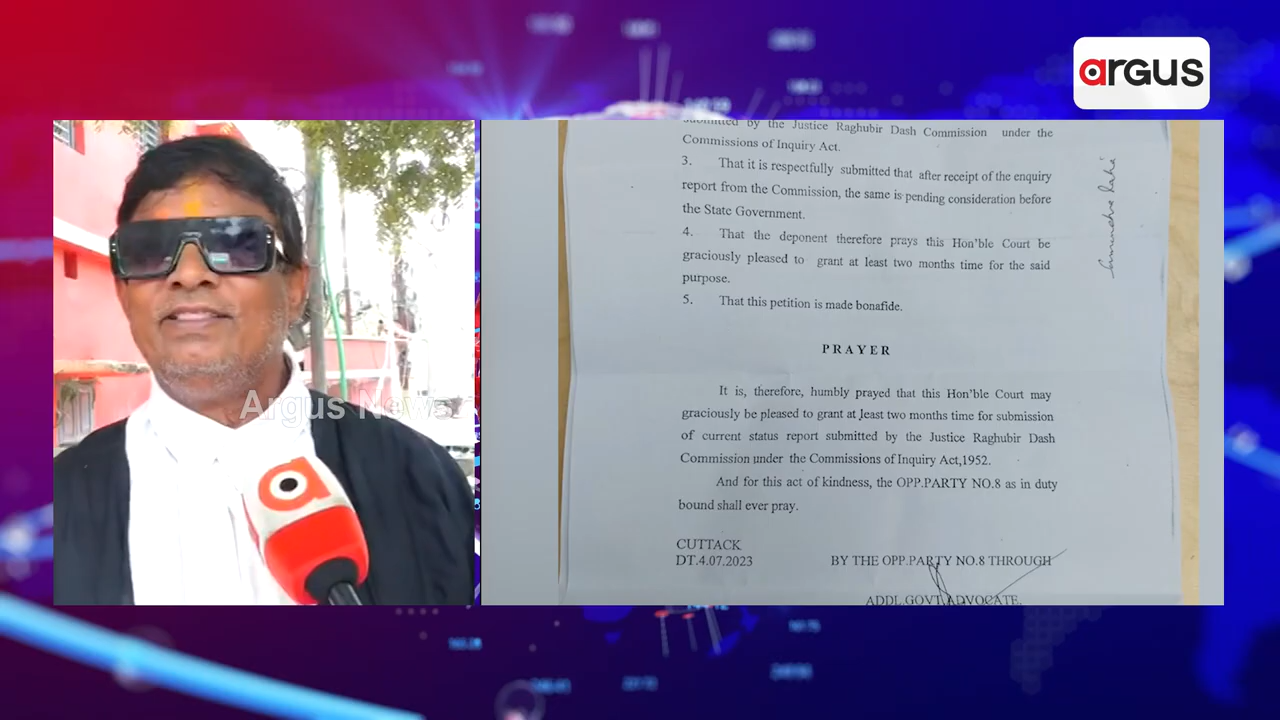 argus
Argus News
submitted by the Justice Raghubir Dash Commission under the
Commissions of Inquiry Act.
3. That it is respectfully submitted that after receipt of the enquiry
report from the Commission, the same is pending consideration before
the State Government.
4. That the deponent therefore prays this Hon'ble Court be
graciously pleased to grant at least two months time for the said
purpose.
5. That this petition is made bonafide.
PRAYER
It is, therefore, humbly prayed that this Hon'ble Court may
graciously be pleased to grant at least two months time for submission
of current status report submitted by the Justice Raghubir Dash
Commission under the Commissions of Inquiry Act,1952.
And for this act of kindness, the OPP.PARTY NO.8 as in duty
bound shall ever pray.
CUTTACK
DT.4.07.2023 BY THE OPP.PARTY NO.8 THROUGH
ADDL.GOVT.ADVOCATE.